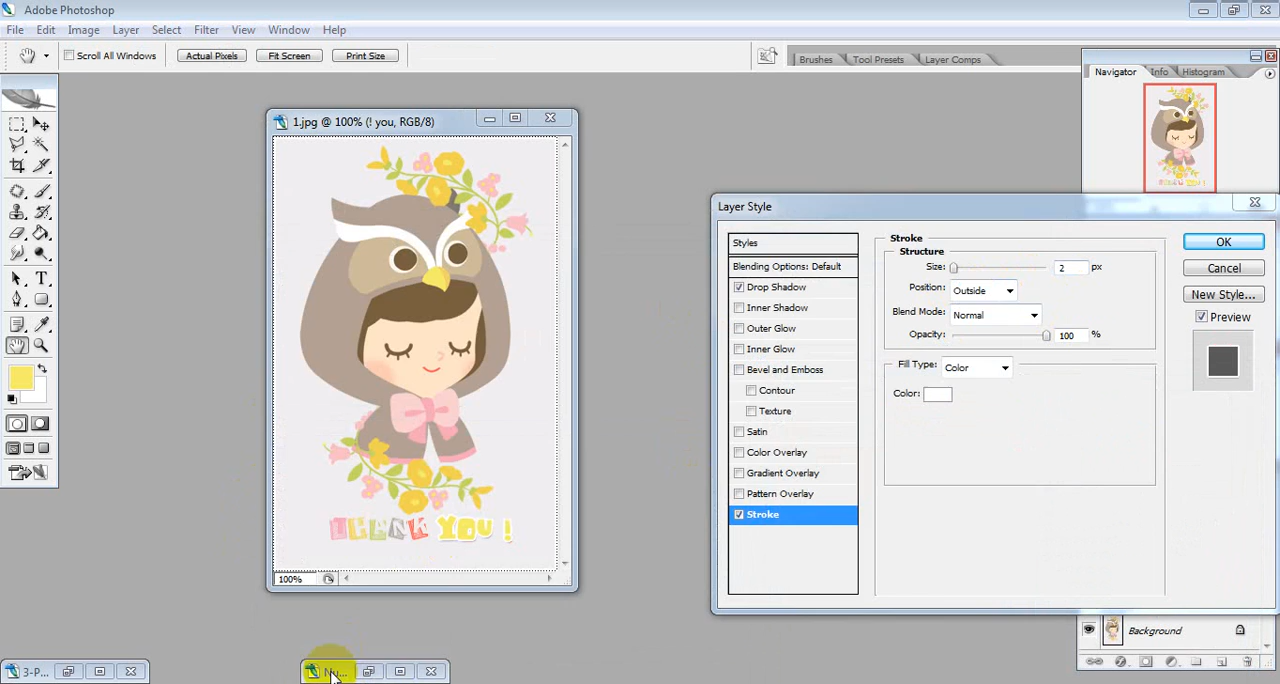 Adobe Photoshop
File Edit Image Layer Select Filter View Window Help
Scroll All Windows Actual Pixels Fit Screen Print Size Brushes Tool Presets Layer Comps
Navigator Info Histogram
1.jpg @ 100% (! you, RGB/8)
THANK YOU !
100%
Layer Style
Styles
Blending Options: Default
Drop Shadow
Inner Shadow
Outer Glow
Inner Glow
Bevel and Emboss
Contour
Texture
Satin
Color Overlay
Gradient Overlay
Pattern Overlay
Stroke
Stroke
Structure
Size: 2 px
Position: Outside
Blend Mode: Normal
Opacity: 100 %
Fill Type: Color
Color:
OK
Cancel
New Style...
Preview
Background
3-P...
THANK YOU !